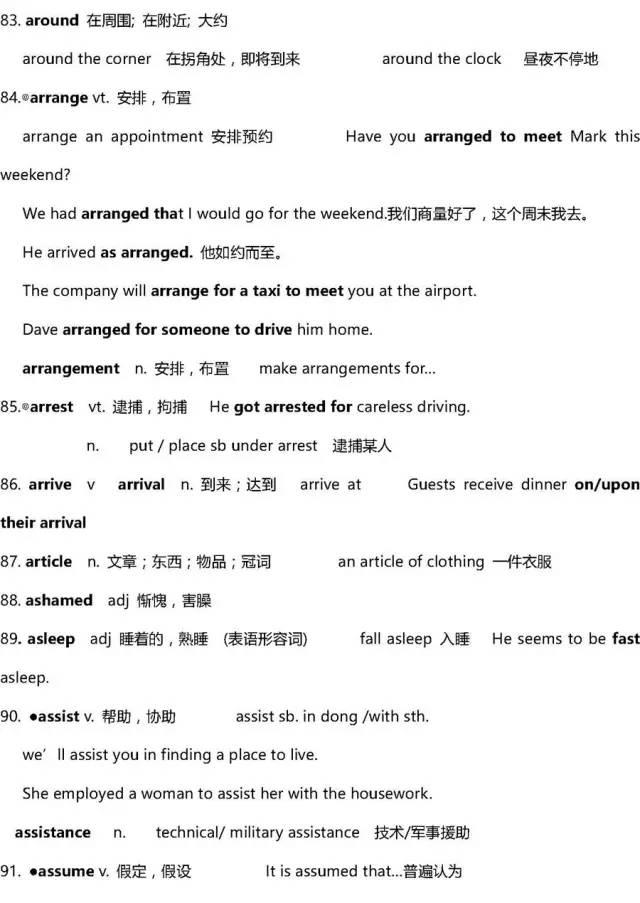 83. around 在周围; 在附近; 大约
around the corner 在拐角处，即将到来 around the clock 昼夜不停地
84.◎arrange vt. 安排，布置
arrange an appointment 安排预约 Have you arranged to meet Mark this
weekend?
We had arranged that I would go for the weekend.我们商量好了，这个周末我去。
He arrived as arranged. 他如约而至。
The company will arrange for a taxi to meet you at the airport.
Dave arranged for someone to drive him home.
arrangement n. 安排，布置 make arrangements for…
85.◎arrest vt. 逮捕，拘捕 He got arrested for careless driving.
n. put / place sb under arrest 逮捕某人
86. arrive v arrival n. 到来；达到 arrive at Guests receive dinner on/upon
their arrival
87. article n. 文章；东西；物品；冠词 an article of clothing 一件衣服
88. ashamed adj 惭愧，害臊
89. asleep adj 睡着的，熟睡 (表语形容词) fall asleep 入睡 He seems to be fast
asleep.
90. ●assist v. 帮助，协助 assist sb. in dong /with sth.
we’ll assist you in finding a place to live.
She employed a woman to assist her with the housework.
assistance n. technical/ military assistance 技术/军事援助
91. ●assume v. 假定，假设 It is assumed that…普遍认为